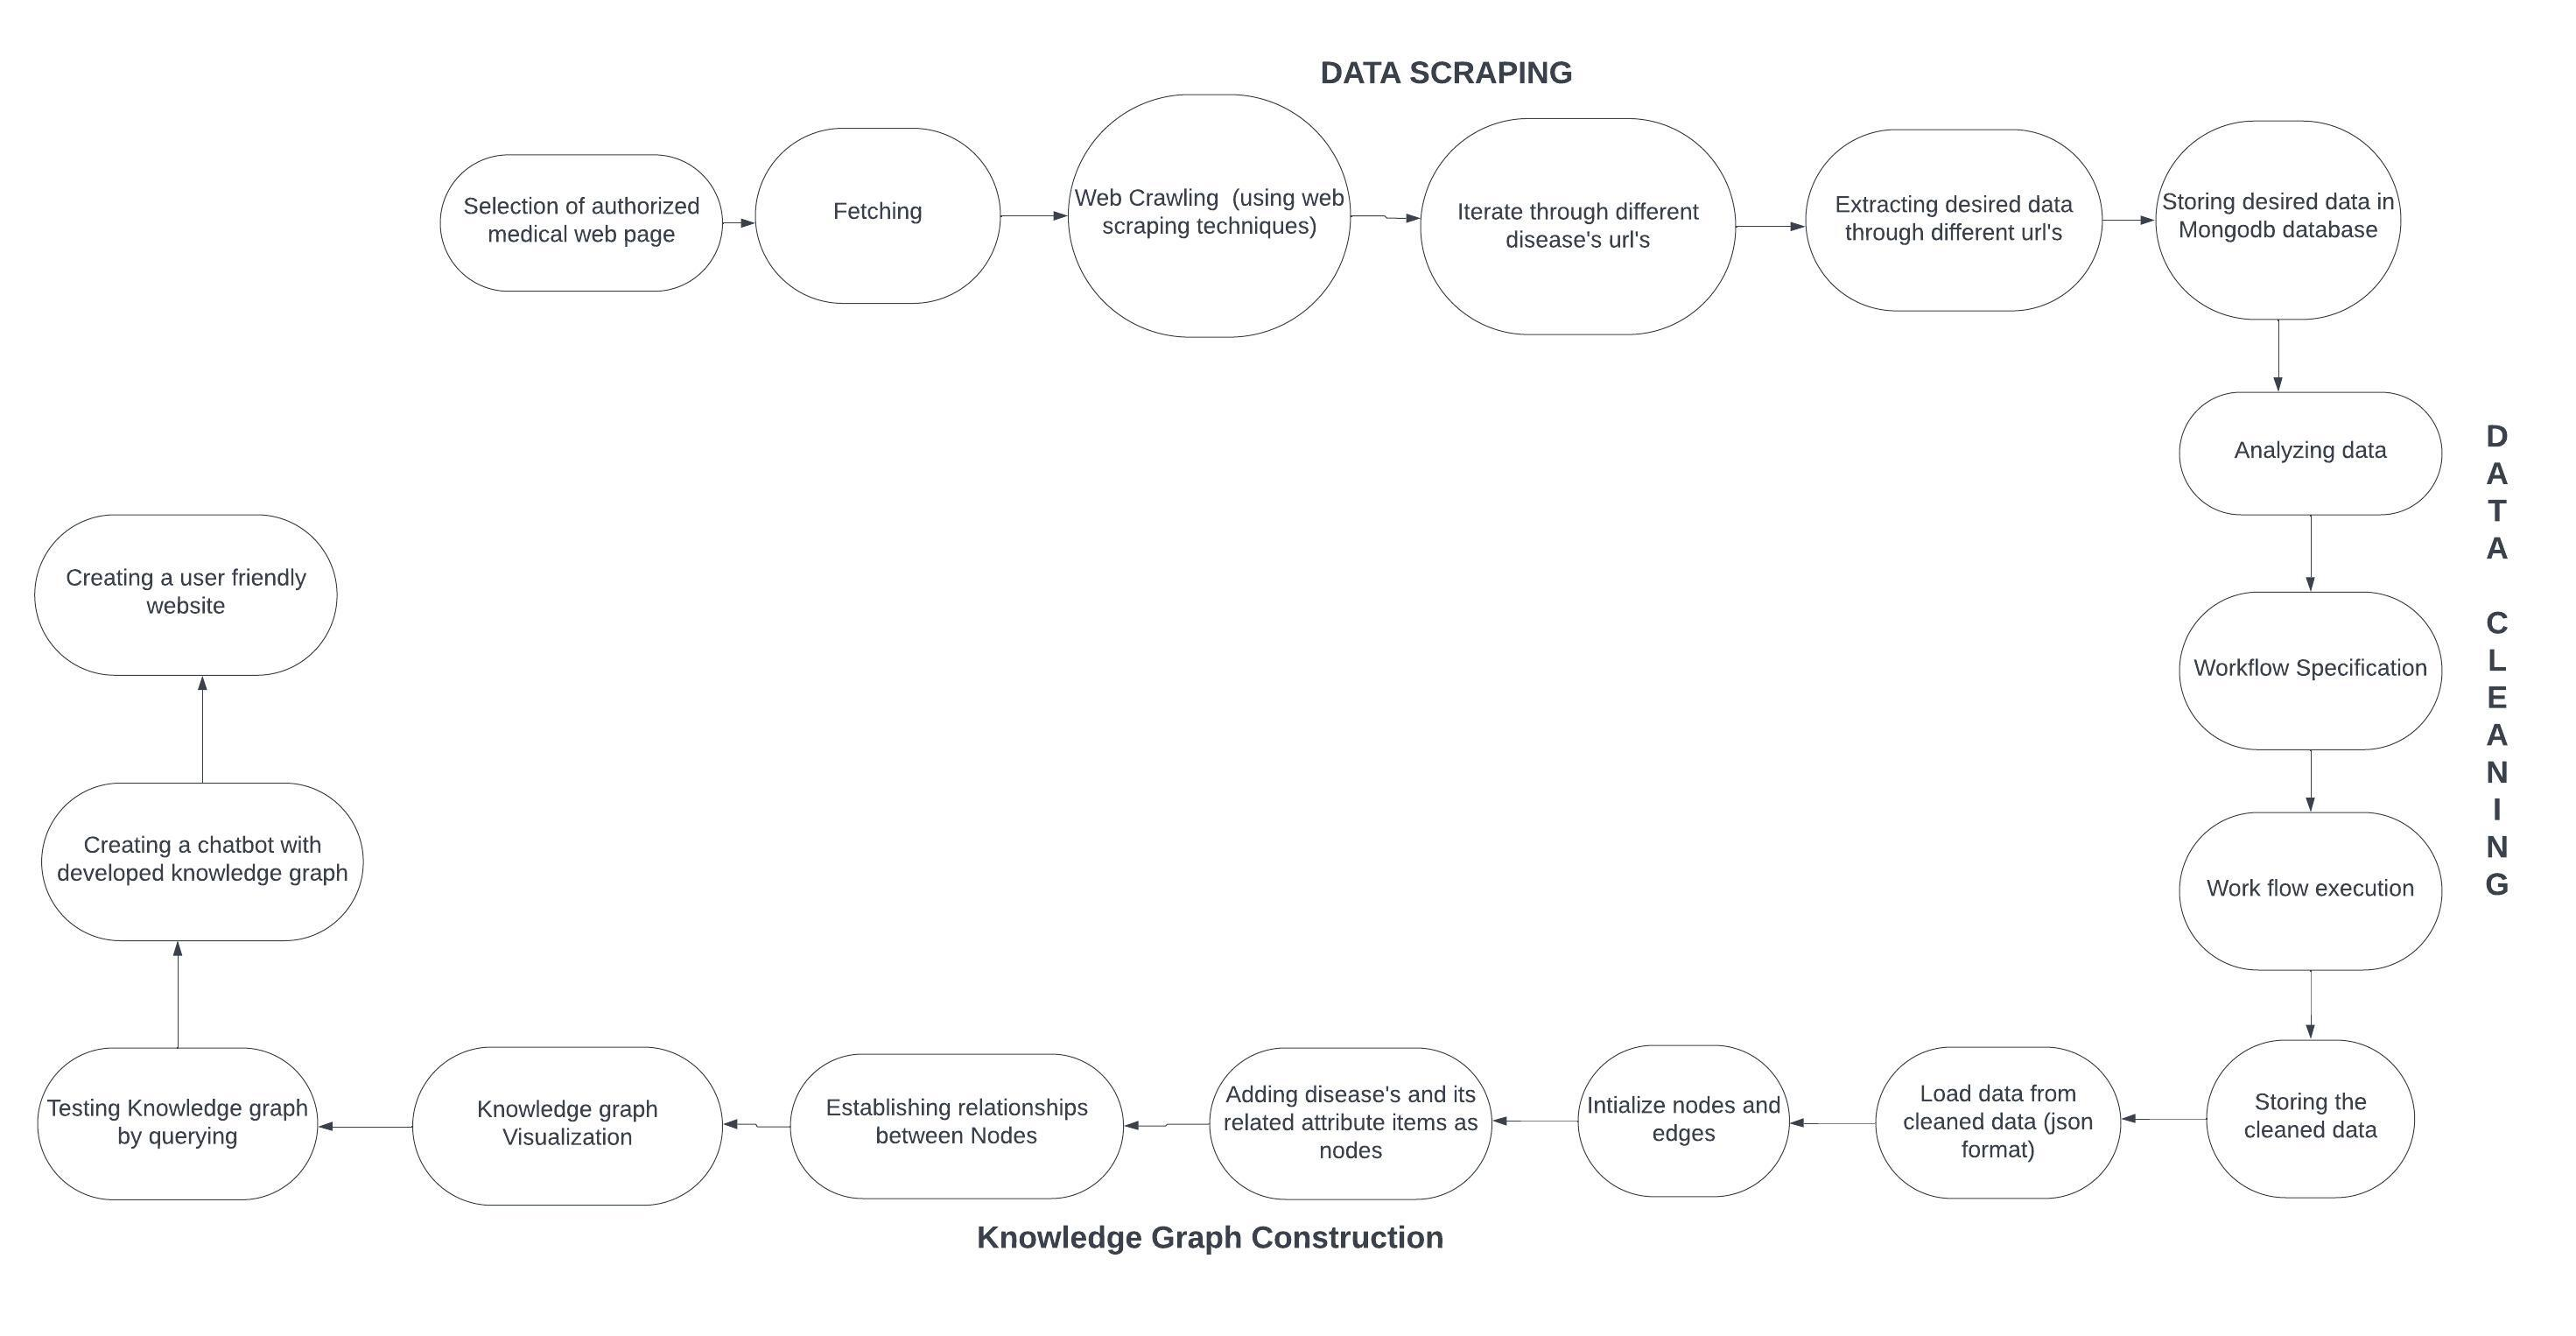 DATA SCRAPING
Selection of authorized
medical web page
Fetching
Web Crawling  (using web
scraping techniques)
Iterate through different
disease's url's
Extracting desired data
through different url's
Storing desired data in
Mongodb database
Analyzing data
Workflow Specification
Work flow execution
D
A
T
A
C
L
E
A
N
I
N
G
Storing the
cleaned data
Load data from
cleaned data (json
format)
Intialize nodes and
edges
Adding disease's and its
related attribute items as
nodes
Establishing relationships
between Nodes
Knowledge graph
Visualization
Testing Knowledge graph
by querying
Creating a chatbot with
developed knowledge graph
Creating a user friendly
website
Knowledge Graph Construction